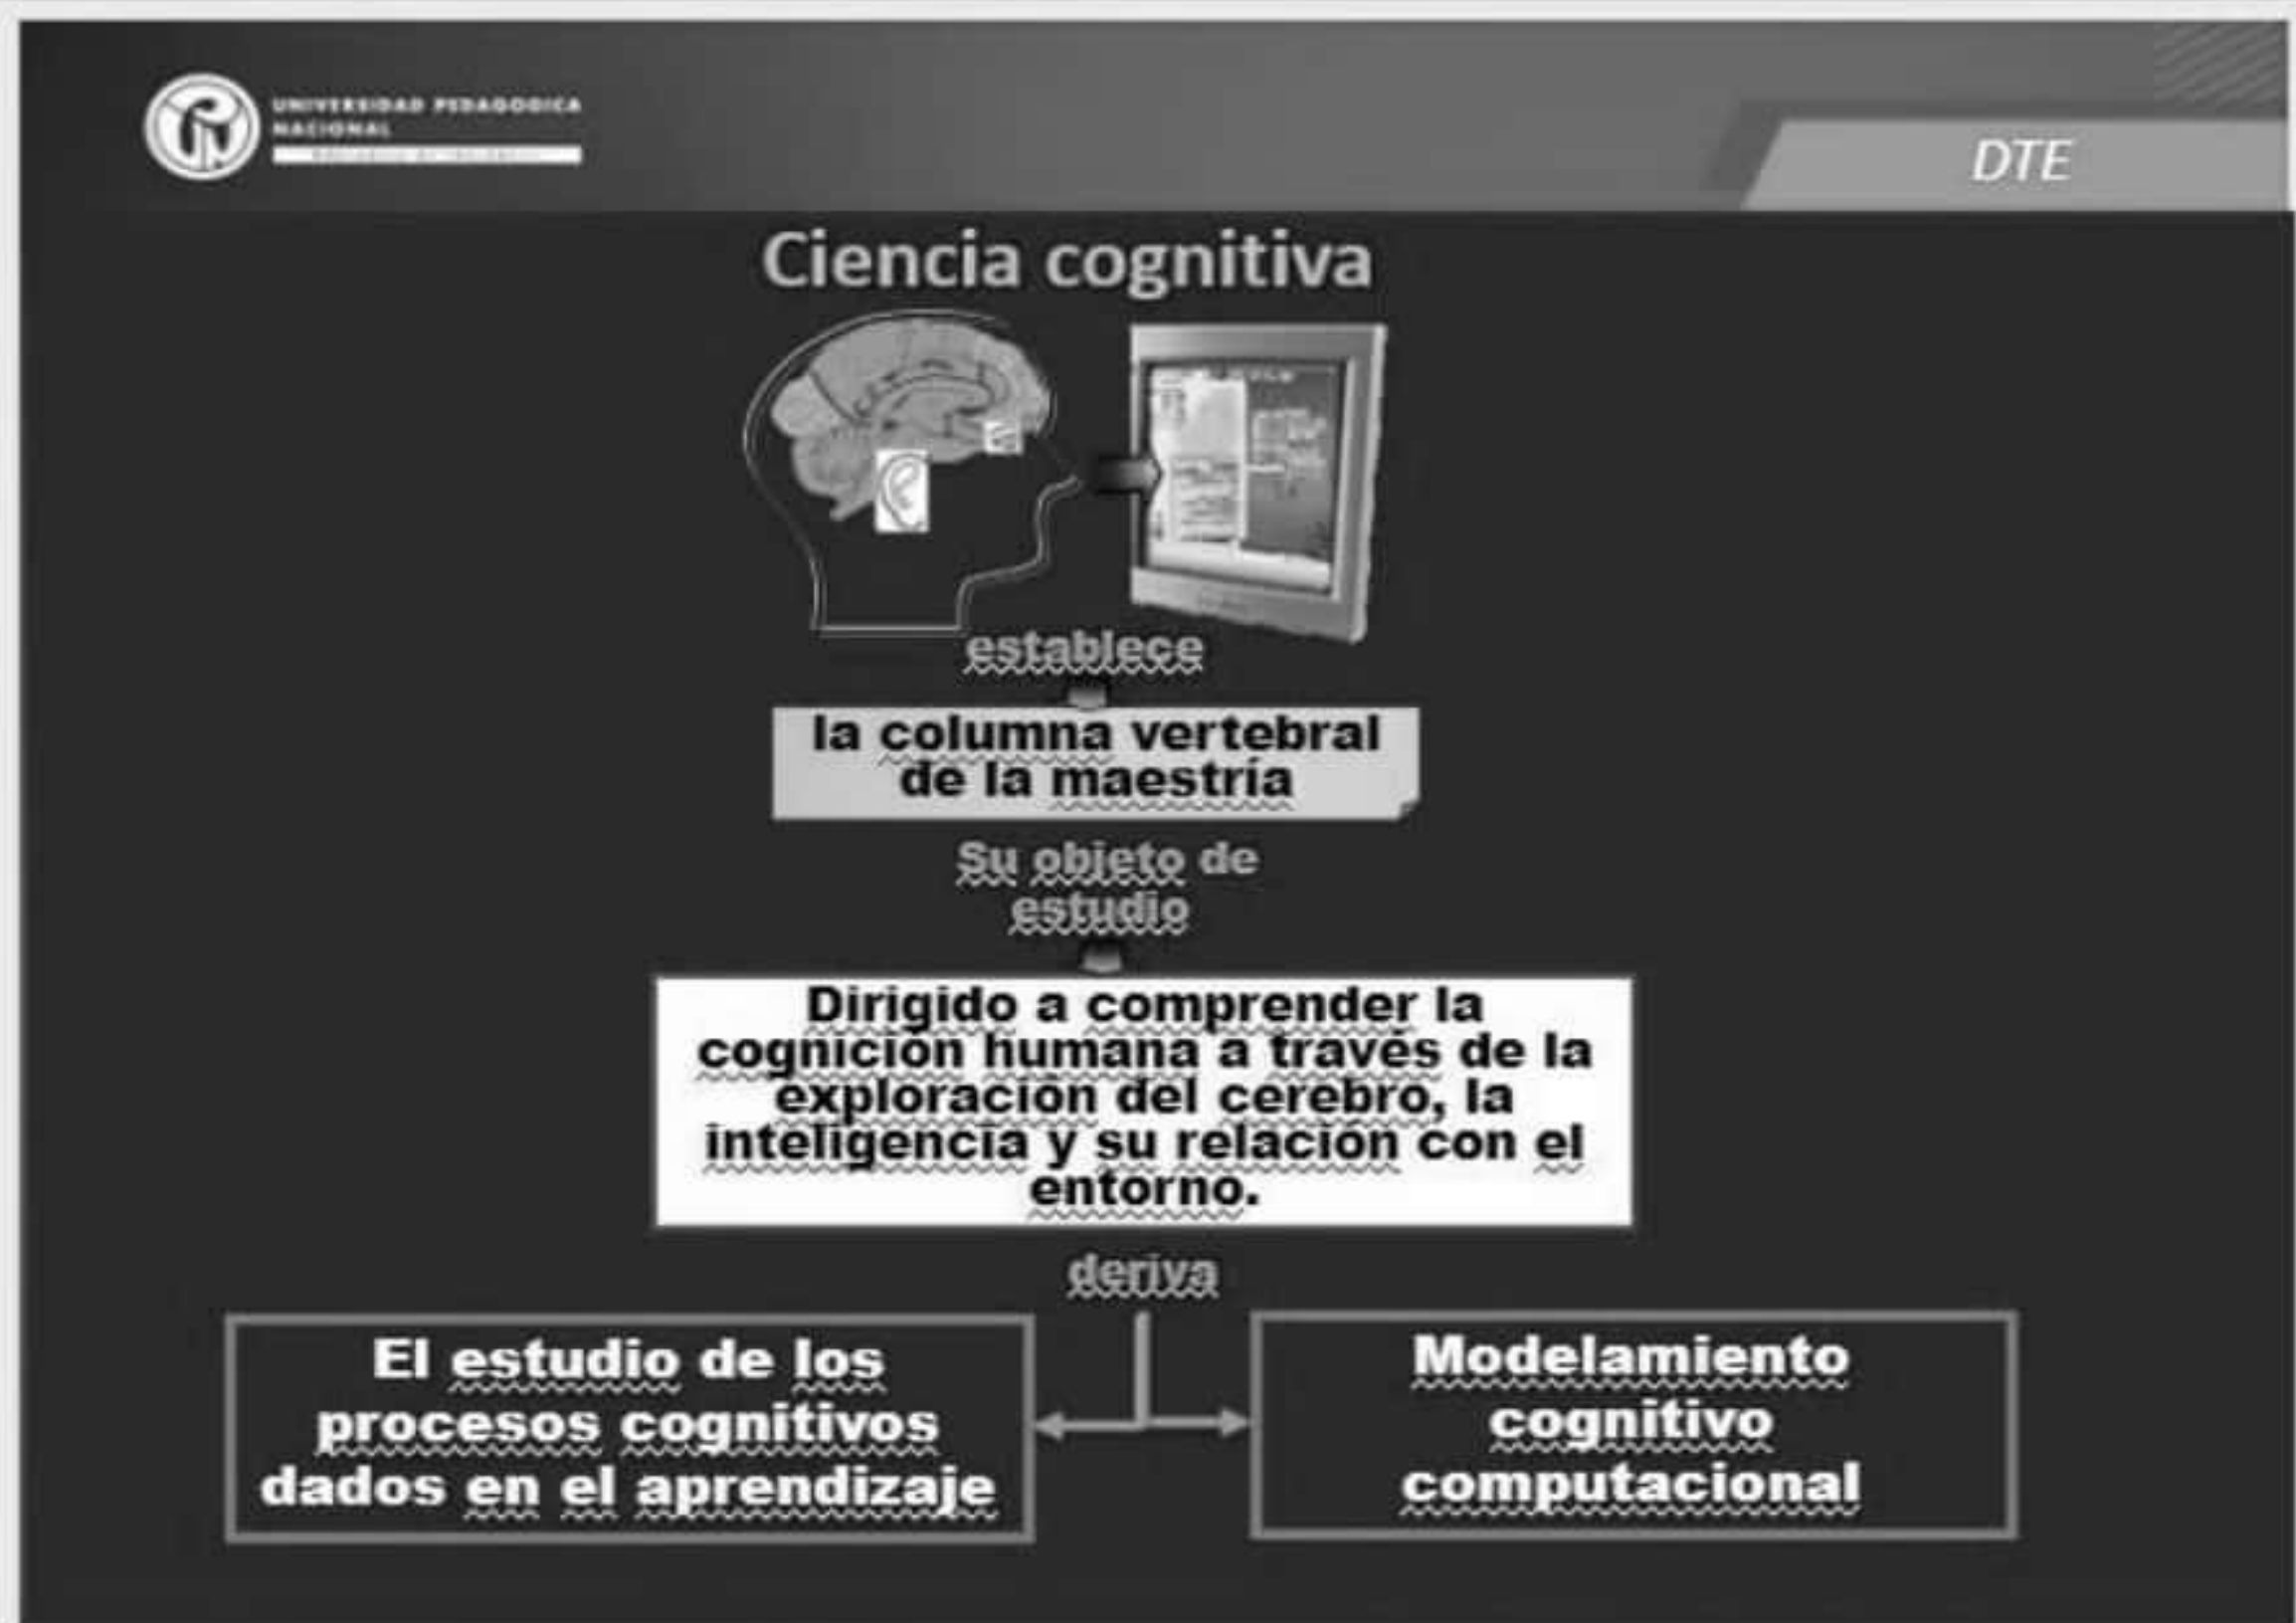 UNIVERSIDAD PEDAGOGICA
NACIONAL
DTE
Ciencia cognitiva
establece
la columna vertebral
de la maestría
Su objeto de
estudio
Dirigido a comprender la
cognición humana a través de la
exploración del cerebro, la
inteligencia y su relación con el
entorno.
deriva
El estudio de los
procesos cognitivos
dados en el aprendizaje
Modelamiento
cognitivo
computacional